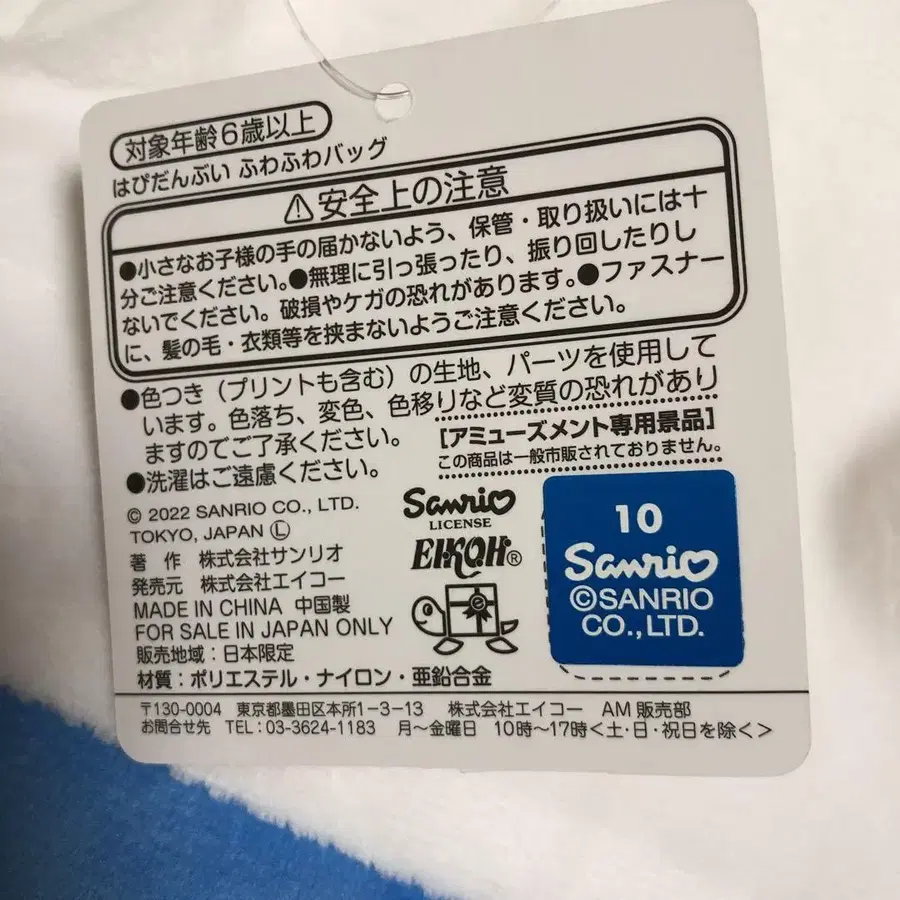 対象年齢6歳以上
はぴだんぶい ふわふわバッグ
⚠安全上の注意
●小さなお子様の手の届かないよう、保管・取り扱いには十
分ご注意ください。●無理に引っ張ったり、振り回したりし
ないでください。破損やケガの恐れがあります。●ファスナー
に、髪の毛・衣類等を挟まないようご注意ください。
●色つき（プリントも含む）の生地、パーツを使用して
います。色落ち、変色、色移りなど変質の恐れがあり
ますのでご了承ください。
●洗濯はご遠慮ください。
[アミューズメント専用景品]
この商品は一般市販されておりません。
© 2022 SANRIO CO., LTD.
TOKYO, JAPAN Ⓛ
著 作 株式会社サンリオ
発売元 株式会社エイコー
MADE IN CHINA 中国製
FOR SALE IN JAPAN ONLY
販売地域：日本限定
材質：ポリエステル・ナイロン・亜鉛合金
Sanrio
LICENSE
EIKOH®
10
Sanrio
©SANRIO
CO.,LTD.
〒130-0004 東京都墨田区本所1-3-13 株式会社エイコー AM販売部
お問合せ先 TEL：03-3624-1183 月～金曜日 10時～17時＜土・日・祝日を除く＞